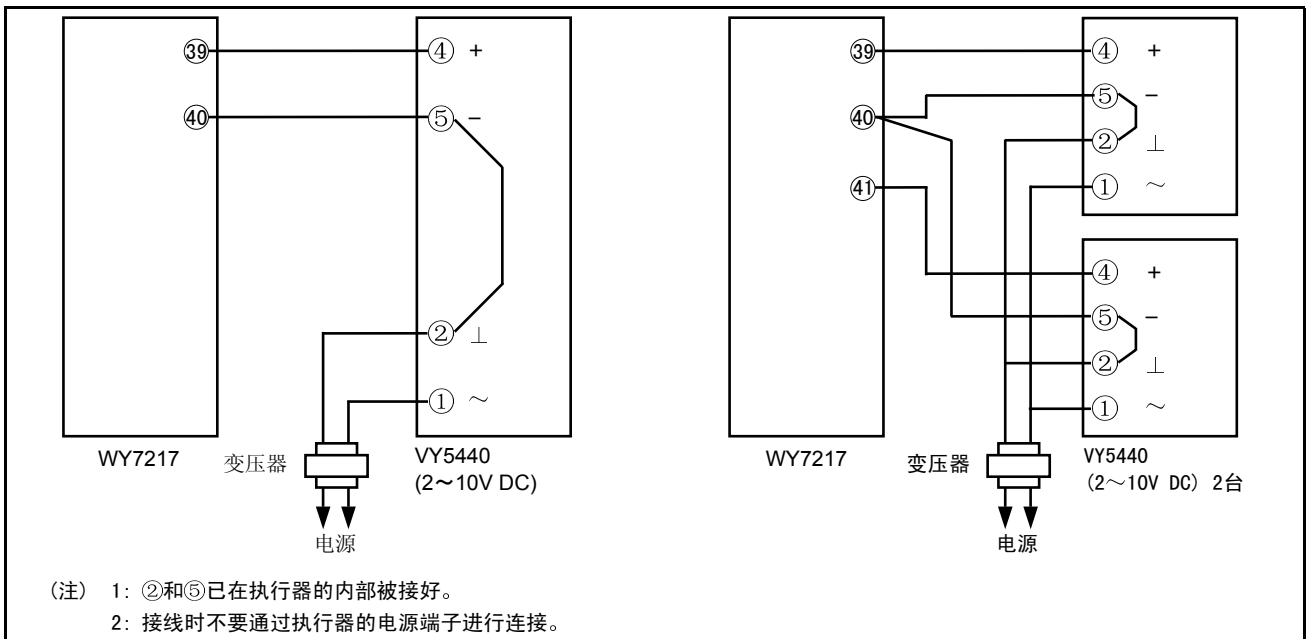 39 ④ +
40 ⑤ −
② ⊥
① ～
WY7217
变压器
VY5440
(2～10V DC)
电源
39 ④ +
40 ⑤ −
② ⊥
41 ① ～
④ +
⑤ −
② ⊥
① ～
WY7217
变压器
VY5440
(2～10V DC) 2台
电源
(注) 1: ②和⑤已在执行器的内部被接好。
2: 接线时不要通过执行器的电源端子进行连接。